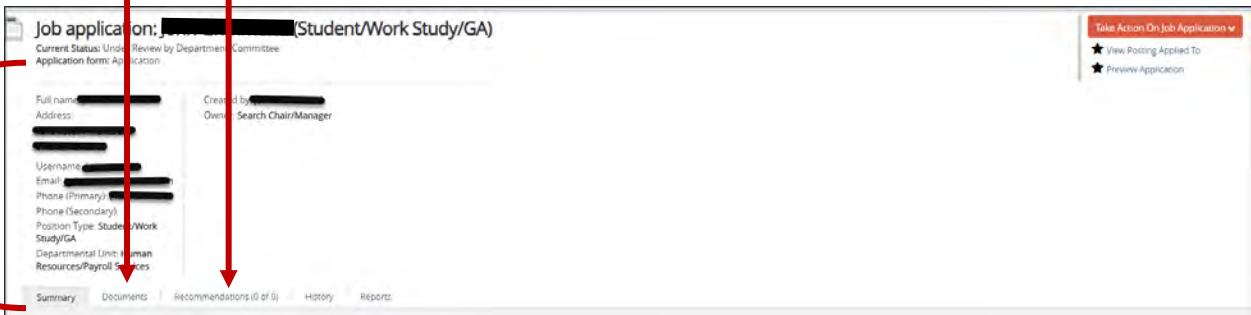 Job application: (Student/Work Study/GA)
Current Status: Under Review by Department Committee
Application form: Application
Take Action On Job Application
View Posting Applied To
Preview Application
Full name
Address:
Username:
Email:
Phone (Primary):
Phone (Secondary)
Position Type: Student/Work
Study/GA
Departmental Unit: Human
Resources/Payroll Services
Created by:
Owner: Search Chair/Manager
Summary Documents Recommendations (0 of 0) History Reports